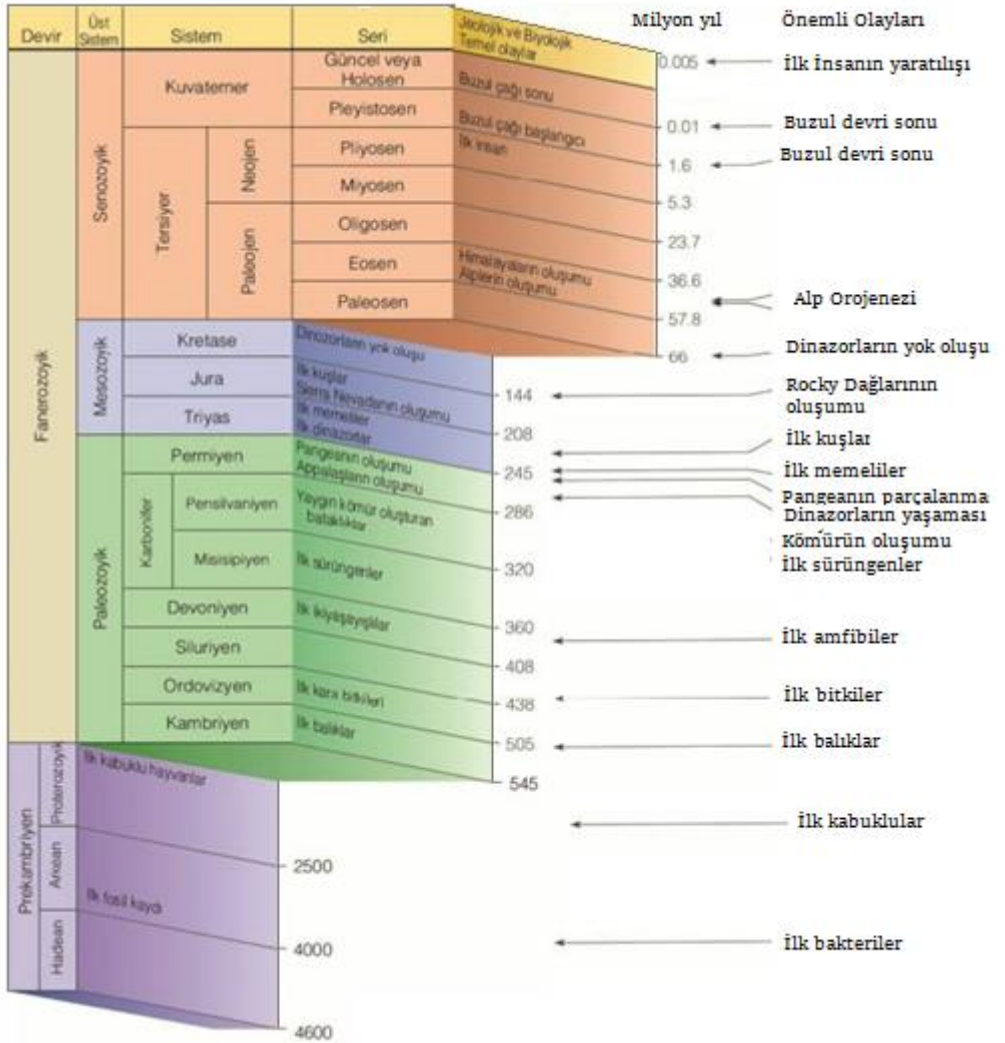 Devir
Üst
Sistem
Sistem
Seri
Jeolojik ve Biyolojik
Temel olaylar
Milyon yıl
Önemli Olayları
Fanerozoyik
Senozoyik
Kuvaterner
Güncel veya
Holosen
Pleyistosen
Tersiyer
Neojen
Pliyosen
Miyosen
Paleojen
Oligosen
Eosen
Paleosen
Buzul çağı sonu
Buzul çağı başlangıcı
İlk insan
Himalayaların oluşumu
Alplerin oluşumu
0.005
0.01
1.6
5.3
23.7
36.6
57.8
66
İlk İnsanın yaratılışı
Buzul devri sonu
Buzul devri sonu
Alp Orojenezi
Dinazorların yok oluşu
Mesozoyik
Kretase
Jura
Triyas
Dinozorların yok oluşu
İlk kuşlar
Sierra Nevadanın oluşumu
İlk memeliler
İlk dinazorlar
144
208
245
Rocky Dağlarının
oluşumu
İlk kuşlar
İlk memeliler
Pangeanın parçalanma
Dinazorların yaşaması
Kömürün oluşumu
İlk sürüngenler
Paleozoyik
Permiyen
Karbonifer
Pensilvaniyen
Misisipiyen
Devoniyen
Siluriyen
Ordovizyen
Kambriyen
Pangeanın oluşumu
Appalaşların oluşumu
Yaygın kömür oluşturan
bataklıklar
İlk sürüngenler
İlk ikiyaşayışlılar
İlk kara bitkileri
İlk balıklar
286
320
360
408
438
505
545
İlk amfibiler
İlk bitkiler
İlk balıklar
Prekambriyen
Proterozoyik
Arkean
Hadean
İlk kabuklu hayvanlar
İlk fosil kaydı
2500
4000
4600
İlk kabuklular
İlk bakteriler